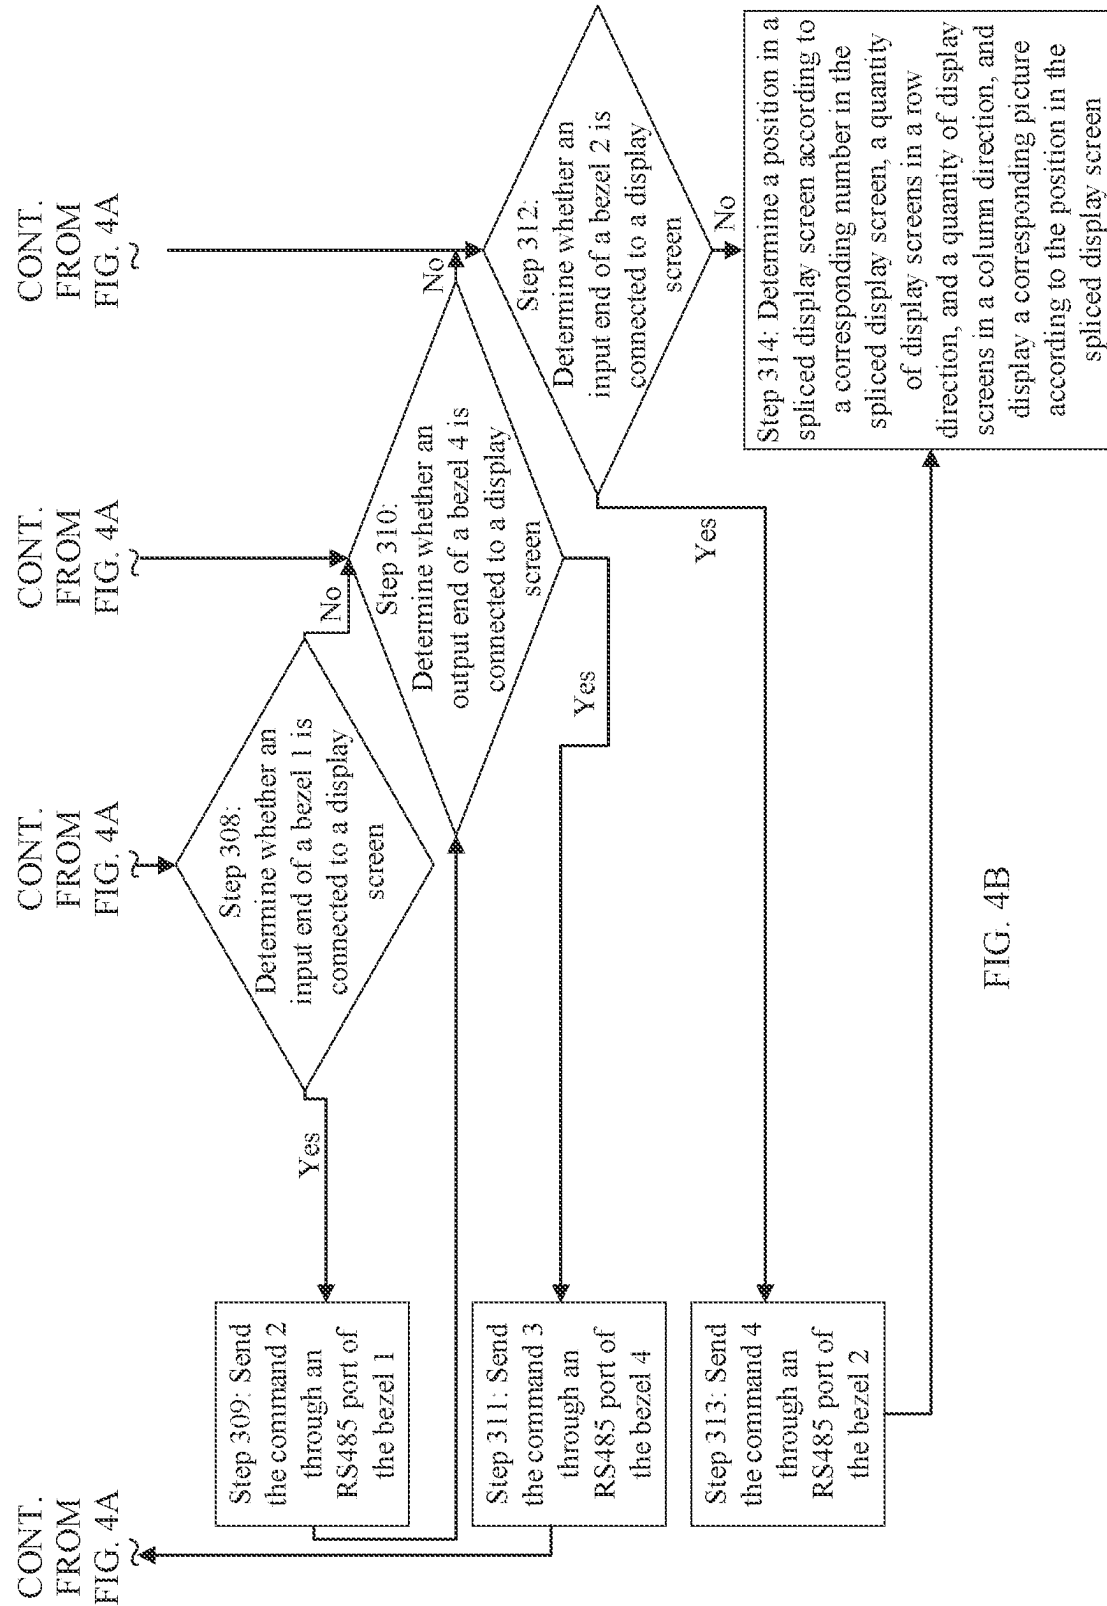 CONT.
FROM
FIG. 4A
CONT.
FROM
FIG. 4A
CONT.
FROM
FIG. 4A
CONT.
FROM
FIG. 4A
Step 308:
Determine whether an
input end of a bezel 1 is
connected to a display
screen
Yes
No
Step 309: Send
the command 2
through an
RS485 port of
the bezel 1
Step 310:
Determine whether an
output end of a bezel 4 is
connected to a display
screen
Yes
No
Step 311: Send
the command 3
through an
RS485 port of
the bezel 4
Step 312:
Determine whether an
input end of a bezel 2 is
connected to a display
screen
Yes
No
Step 313: Send
the command 4
through an
RS485 port of
the bezel 2
Step 314: Determine a position in a
spliced display screen according to
a corresponding number in the
spliced display screen, a quantity
of display screens in a row
direction, and a quantity of display
screens in a column direction, and
display a corresponding picture
according to the position in the
spliced display screen
FIG. 4B